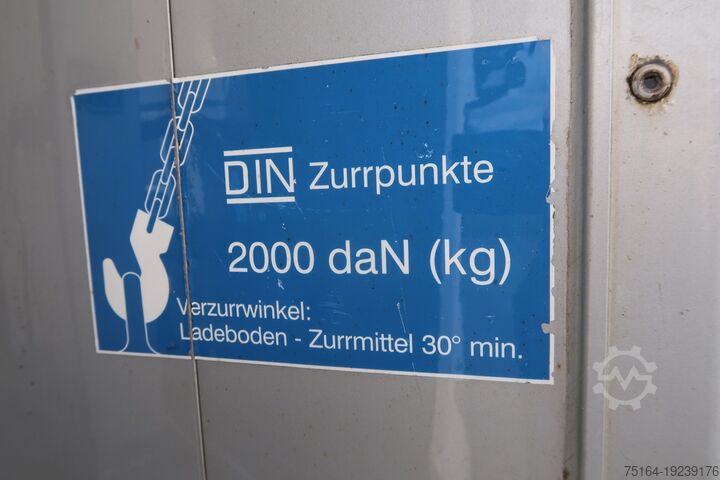 DIN Zurrpunkte
2000 daN (kg)
Verzurrwinkel:
Ladeboden - Zurrmittel 30° min.
75164-19239176